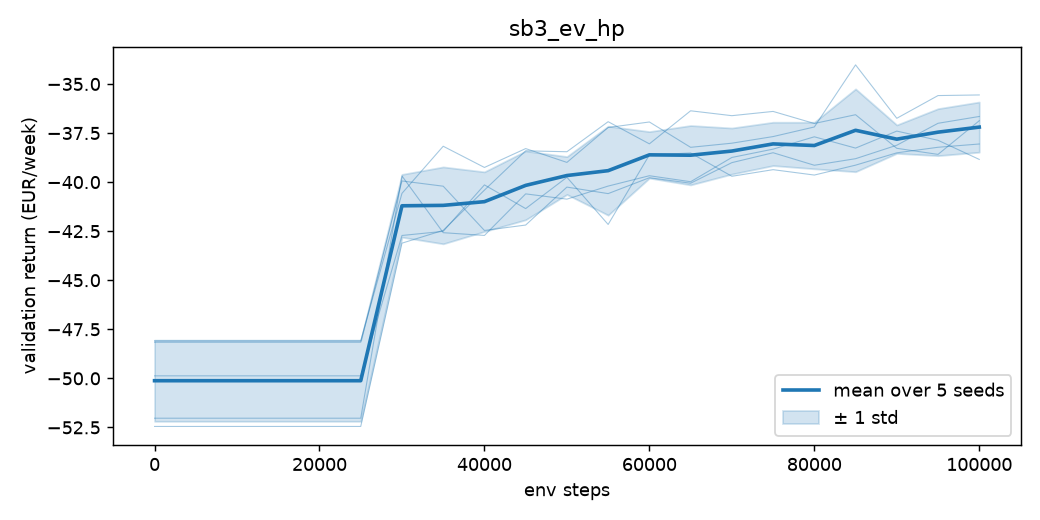 sb3_ev_hp
validation return (EUR/week)
−35.0
−37.5
−40.0
−42.5
−45.0
−47.5
−50.0
−52.5
mean over 5 seeds
± 1 std
0 20000 40000 60000 80000 100000
env steps